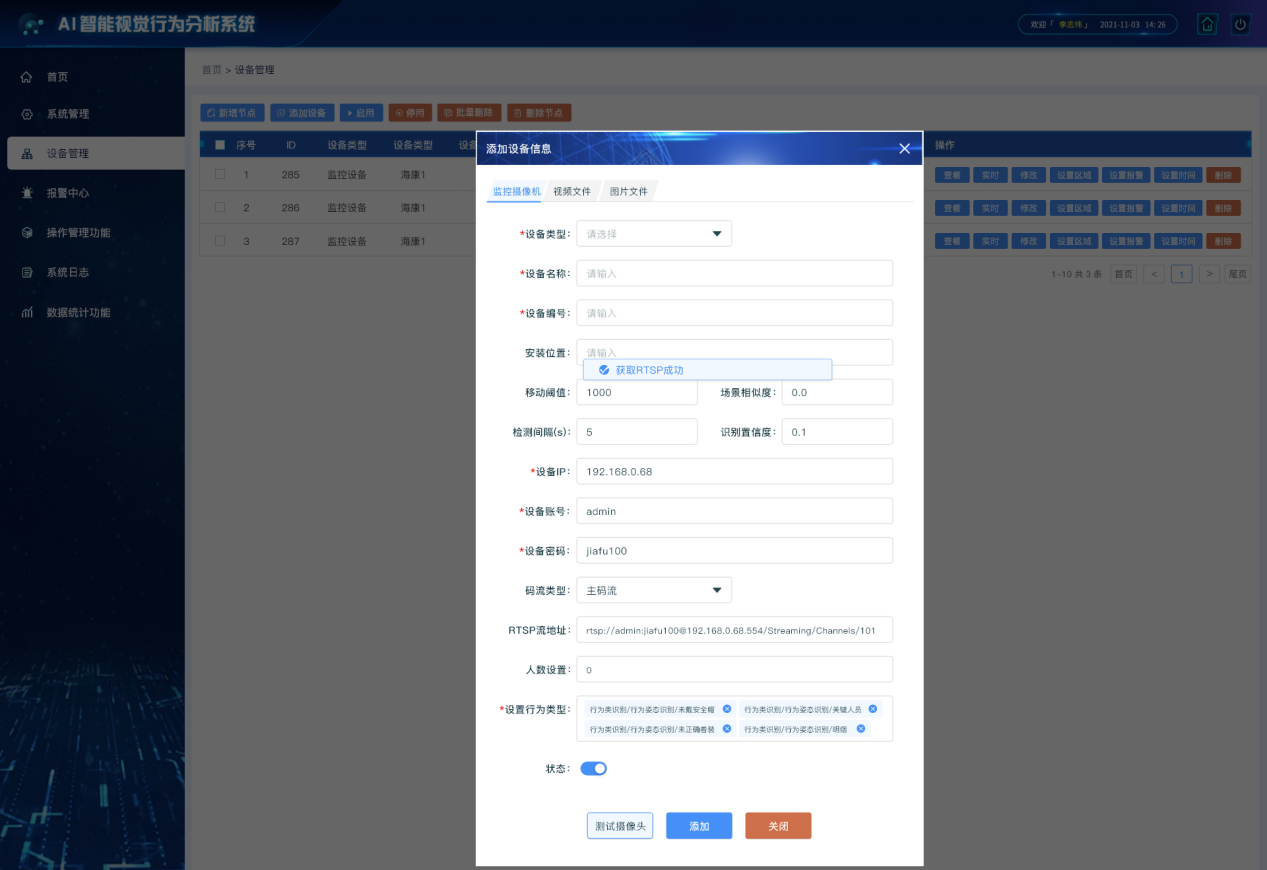 AI智能视觉行为分析系统
欢迎「 李志伟 」 2021-11-03 14:26
首页
系统管理
设备管理
报警中心
操作管理功能
系统日志
数据统计功能
首页 > 设备管理
新增节点 添加设备 启用 停用 批量删除 删除节点
序号 ID 设备类型 设备类型 设备 操作
1 285 监控设备 海康1 查看 实时 修改 设置区域 设置报警 设置时间 删除
2 286 监控设备 海康1 查看 实时 修改 设置区域 设置报警 设置时间 删除
3 287 监控设备 海康1 查看 实时 修改 设置区域 设置报警 设置时间 删除
1-10 共 3 条 首页 < 1 > 尾页
添加设备信息
监控摄像机 视频文件 图片文件
*设备类型: 请选择
*设备名称: 请输入
*设备编号: 请输入
安装位置: 请输入
获取RTSP成功
移动阈值: 1000 场景相似度: 0.0
检测间隔(s): 5 识别置信度: 0.1
*设备IP: 192.168.0.68
*设备账号: admin
*设备密码: jiafu100
码流类型: 主码流
RTSP流地址: rtsp://admin:jiafu100@192.168.0.68.554/Streaming/Channels/101
人数设置: 0
*设置行为类型: 行为类识别/行为姿态识别/未戴安全帽 行为类识别/行为姿态识别/关键人员
行为类识别/行为姿态识别/未正确着装 行为类识别/行为姿态识别/明烟
状态:
测试摄像头 添加 关闭